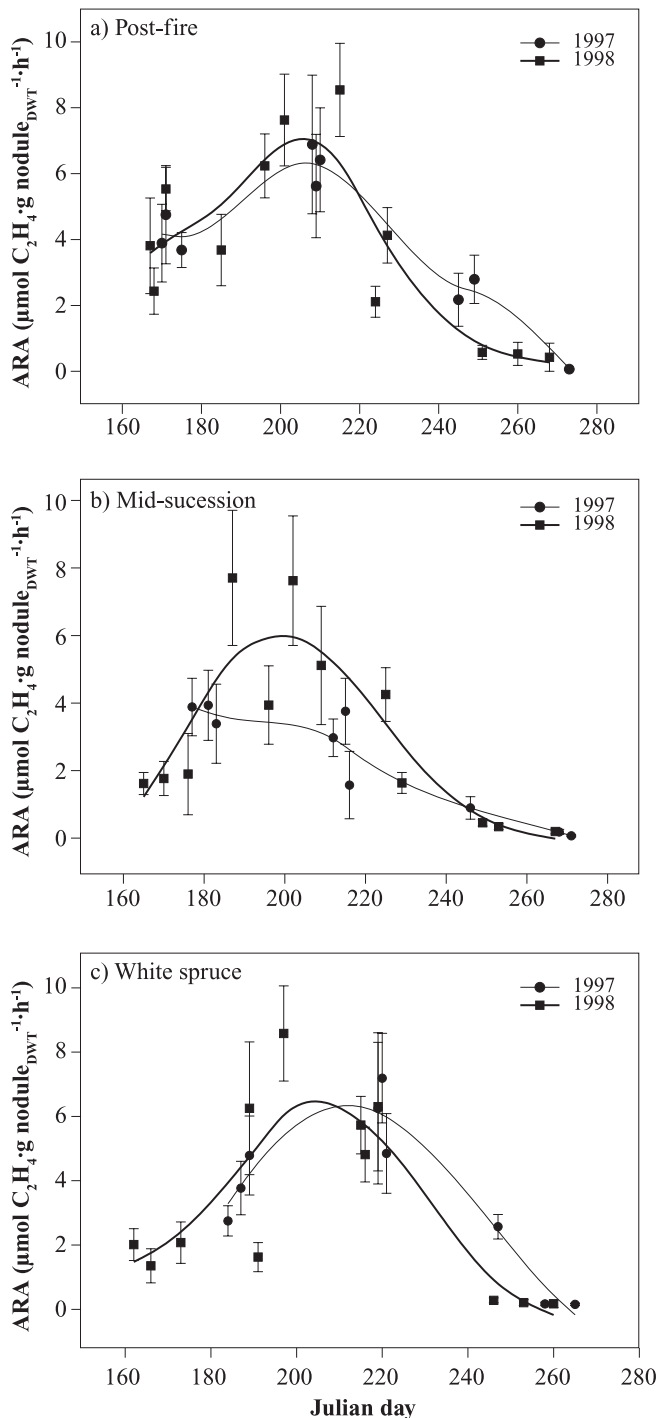 a) Post-fire
1997
1998
10
8
6
4
2
0
ARA (µmol C₂H₄·g nodule_DWT⁻¹·h⁻¹)
160 180 200 220 240 260 280
b) Mid-sucession
1997
1998
10
8
6
4
2
0
ARA (µmol C₂H₄·g nodule_DWT⁻¹·h⁻¹)
160 180 200 220 240 260 280
c) White spruce
1997
1998
10
8
6
4
2
0
ARA (µmol C₂H₄·g nodule_DWT⁻¹·h⁻¹)
160 180 200 220 240 260 280
Julian day